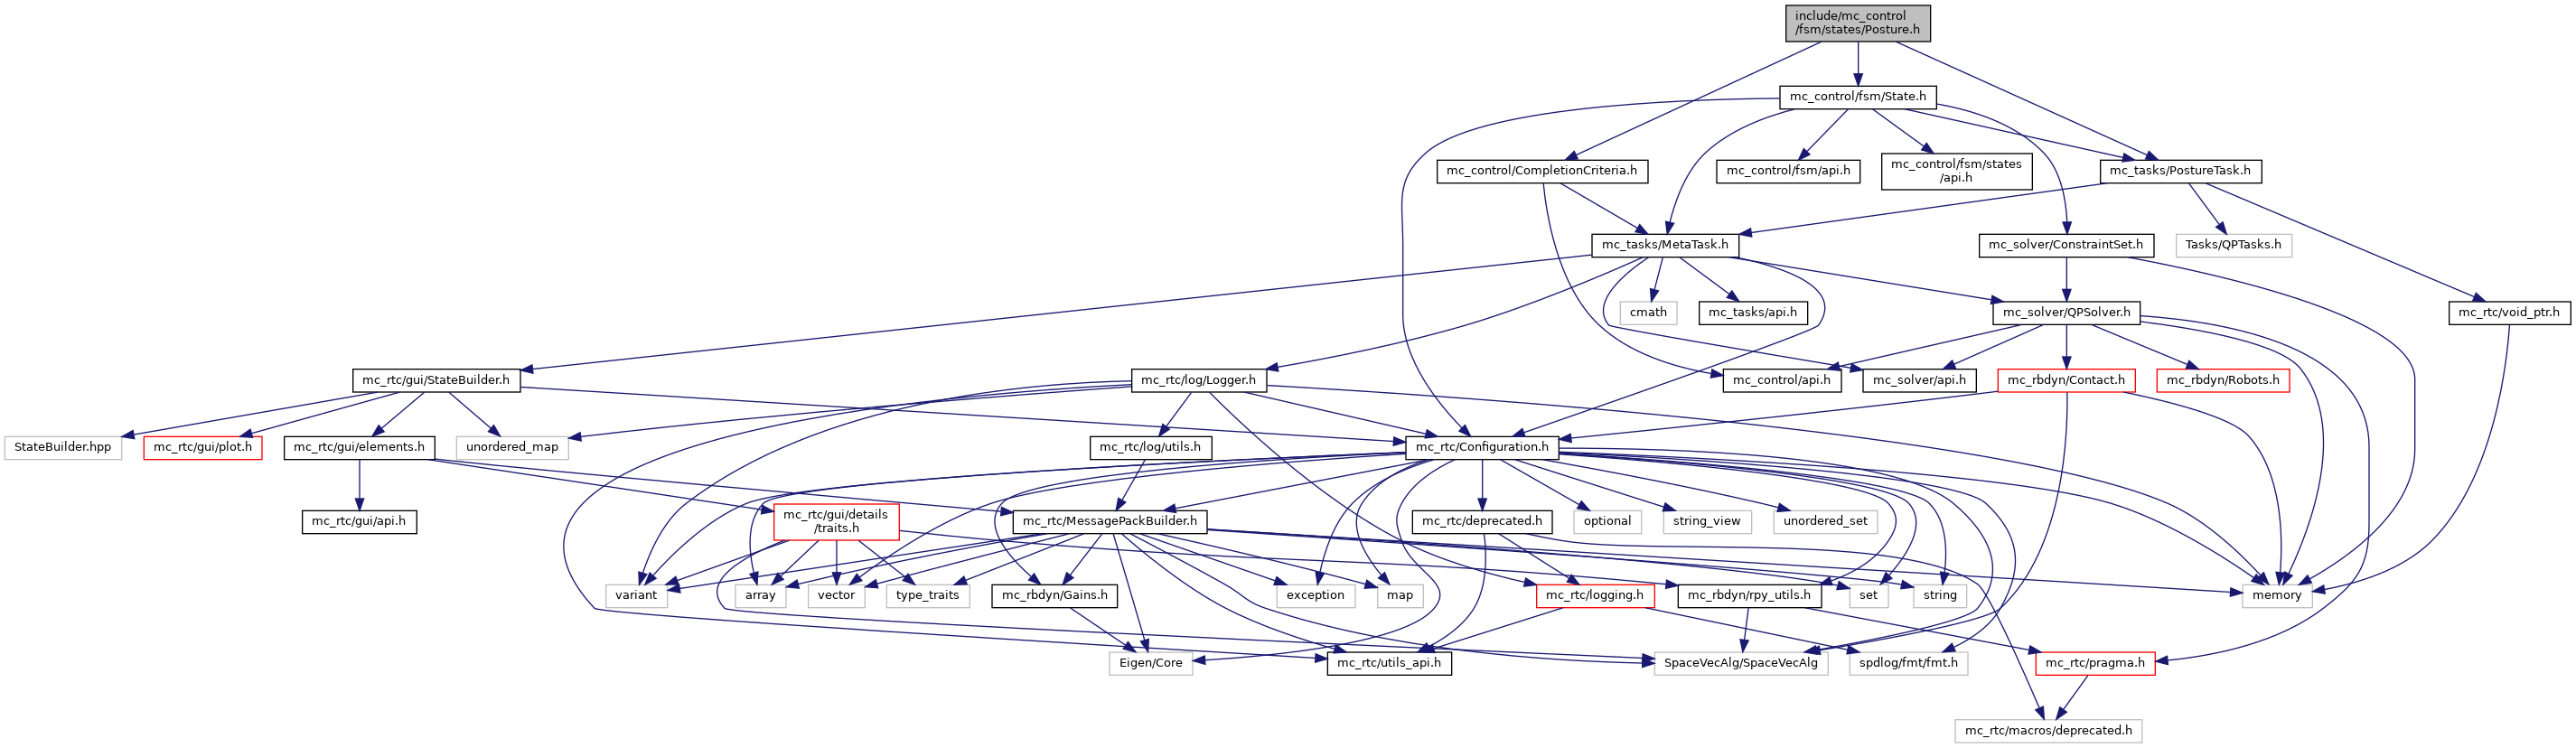 include/mc_control
/fsm/states/Posture.h
mc_control/fsm/State.h
mc_control/CompletionCriteria.h
mc_control/fsm/api.h
mc_control/fsm/states
/api.h
mc_tasks/PostureTask.h
mc_tasks/MetaTask.h
mc_solver/ConstraintSet.h
Tasks/QPTasks.h
cmath
mc_tasks/api.h
mc_solver/QPSolver.h
mc_rtc/void_ptr.h
mc_rtc/gui/StateBuilder.h
mc_rtc/log/Logger.h
mc_control/api.h
mc_solver/api.h
mc_rbdyn/Contact.h
mc_rbdyn/Robots.h
StateBuilder.hpp
mc_rtc/gui/plot.h
mc_rtc/gui/elements.h
unordered_map
mc_rtc/log/utils.h
mc_rtc/Configuration.h
mc_rtc/gui/api.h
mc_rtc/gui/details
/traits.h
mc_rtc/MessagePackBuilder.h
mc_rtc/deprecated.h
optional
string_view
unordered_set
variant
array
vector
type_traits
mc_rbdyn/Gains.h
exception
map
mc_rtc/logging.h
mc_rbdyn/rpy_utils.h
set
string
memory
Eigen/Core
mc_rtc/utils_api.h
SpaceVecAlg/SpaceVecAlg
spdlog/fmt/fmt.h
mc_rtc/pragma.h
mc_rtc/macros/deprecated.h